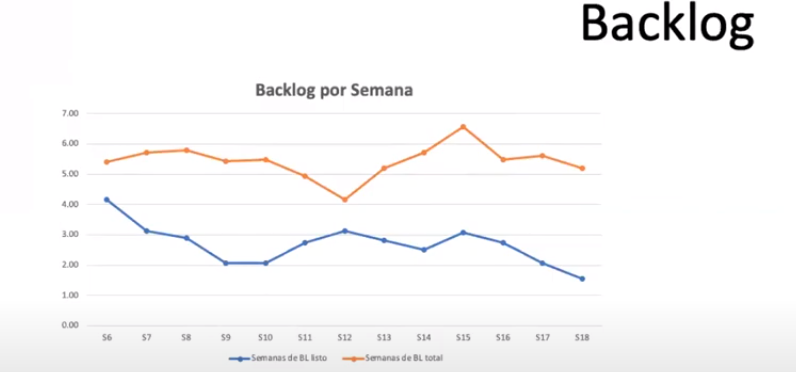 Backlog
Backlog por Semana
7.00
6.00
5.00
4.00
3.00
2.00
1.00
0.00
S6 S7 S8 S9 S10 S11 S12 S13 S14 S15 S16 S17 S18
Semanas de BL listo Semanas de BL total